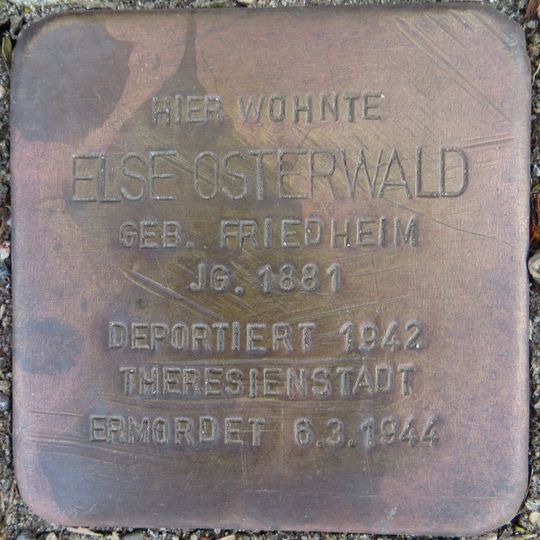 HIER WOHNTE
ELSE OSTERWALD
GEB. FRIEDHEIM
JG. 1881
DEPORTIERT 1942
THERESIENSTADT
ERMORDET 6.3.1944